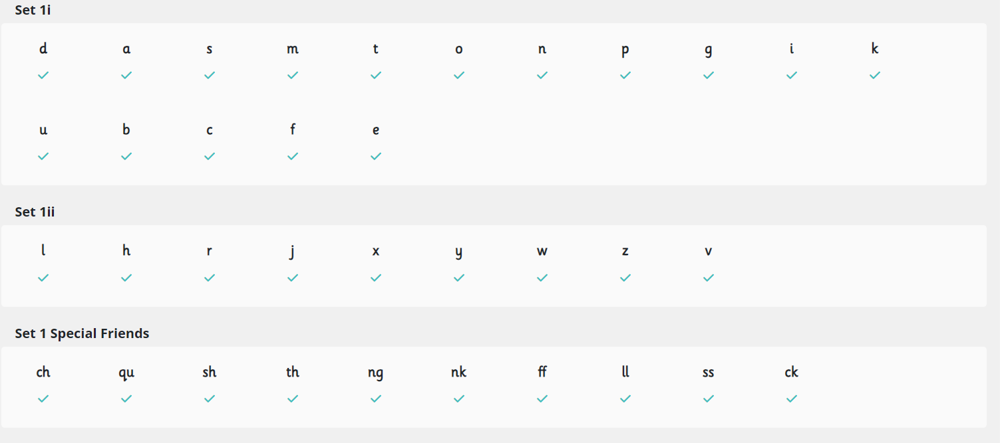 Set 1i
d a s m t o n p g i k
u b c f e
Set 1ii
l h r j x y w z v
Set 1 Special Friends
ch qu sh th ng nk ff ll ss ck